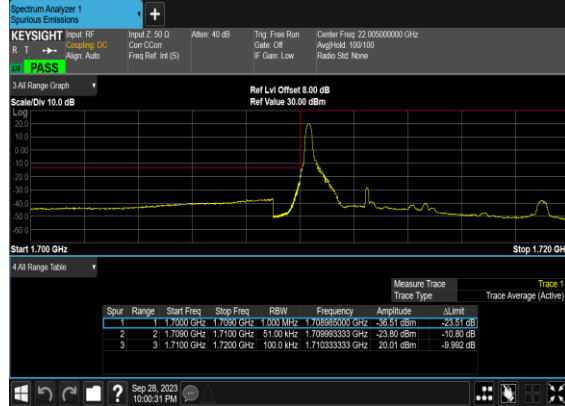 Spectrum Analyzer 1
Spurious Emissions
+
KEYSIGHT Input: RF Input Z: 50 Ω Atten: 40 dB Trig: Free Run Center Freq: 22.005000000 GHz
R T Coupling: DC Corr CCorr Gate: Off Avg|Hold: 100/100
Align: Auto Freq Ref: Int (S) IF Gain: Low Radio Std: None
PASS
3 All Range Graph
Ref Lvl Offset 8.00 dB
Scale/Div 10.0 dB Ref Value 30.00 dBm
Log
20.0
10.0
0.00
-10.0
-20.0
-30.0
-40.0
-50.0
-60.0
Start 1.700 GHz Stop 1.720 GH
4 All Range Table
Measure Trace Trace 1
Trace Type Trace Average (Active)
Spur Range Start Freq Stop Freq RBW Frequency Amplitude ΔLimit
1 1 1.7000 GHz 1.7090 GHz 1.000 MHz 1.708985000 GHz -36.51 dBm -23.51 dB
2 2 1.7090 GHz 1.7100 GHz 51.00 kHz 1.709993333 GHz -23.80 dBm -10.80 dB
3 3 1.7100 GHz 1.7200 GHz 100.0 kHz 1.710333333 GHz 20.01 dBm -9.992 dB
?
Sep 28, 2023
10:00:31 PM